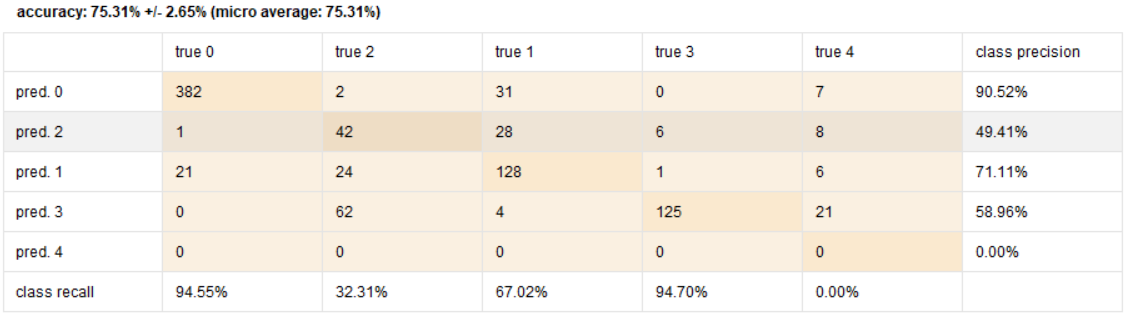 accuracy: 75.31% +/- 2.65% (micro average: 75.31%)
true 0 true 2 true 1 true 3 true 4 class precision
pred. 0 382 2 31 0 7 90.52%
pred. 2 1 42 28 6 8 49.41%
pred. 1 21 24 128 1 6 71.11%
pred. 3 0 62 4 125 21 58.96%
pred. 4 0 0 0 0 0 0.00%
class recall 94.55% 32.31% 67.02% 94.70% 0.00%